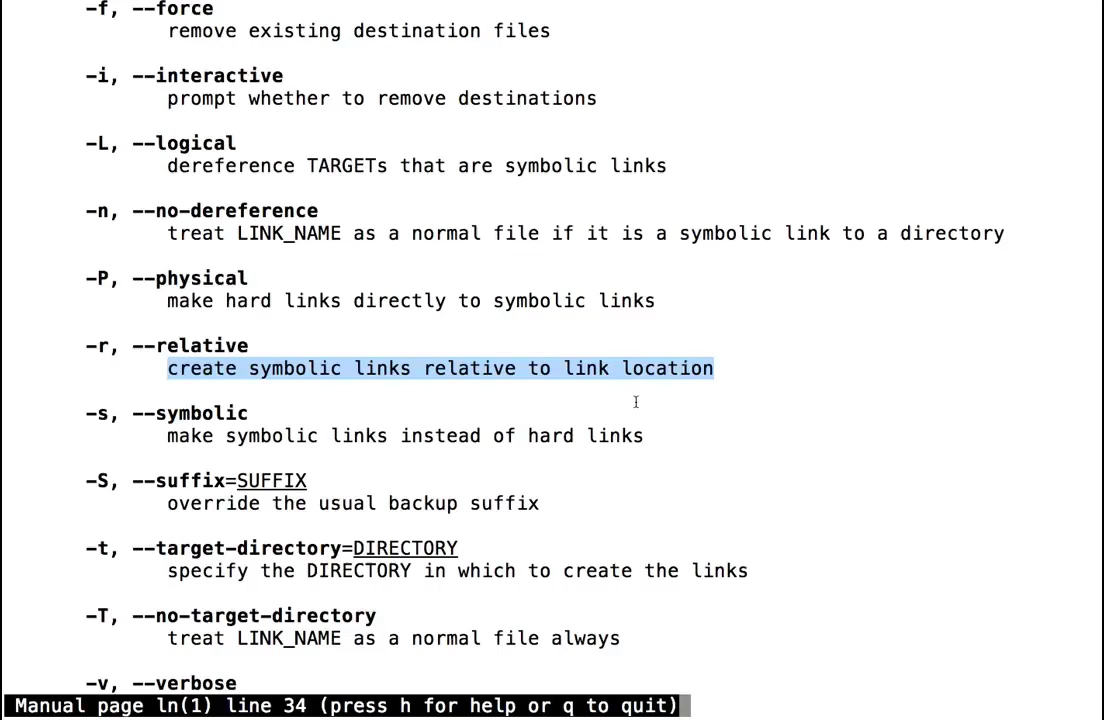 -f, --force
remove existing destination files
-i, --interactive
prompt whether to remove destinations
-L, --logical
dereference TARGETs that are symbolic links
-n, --no-dereference
treat LINK_NAME as a normal file if it is a symbolic link to a directory
-P, --physical
make hard links directly to symbolic links
-r, --relative
create symbolic links relative to link location
-s, --symbolic
make symbolic links instead of hard links
-S, --suffix=SUFFIX
override the usual backup suffix
-t, --target-directory=DIRECTORY
specify the DIRECTORY in which to create the links
-T, --no-target-directory
treat LINK_NAME as a normal file always
-v, --verbose
Manual page ln(1) line 34 (press h for help or q to quit)